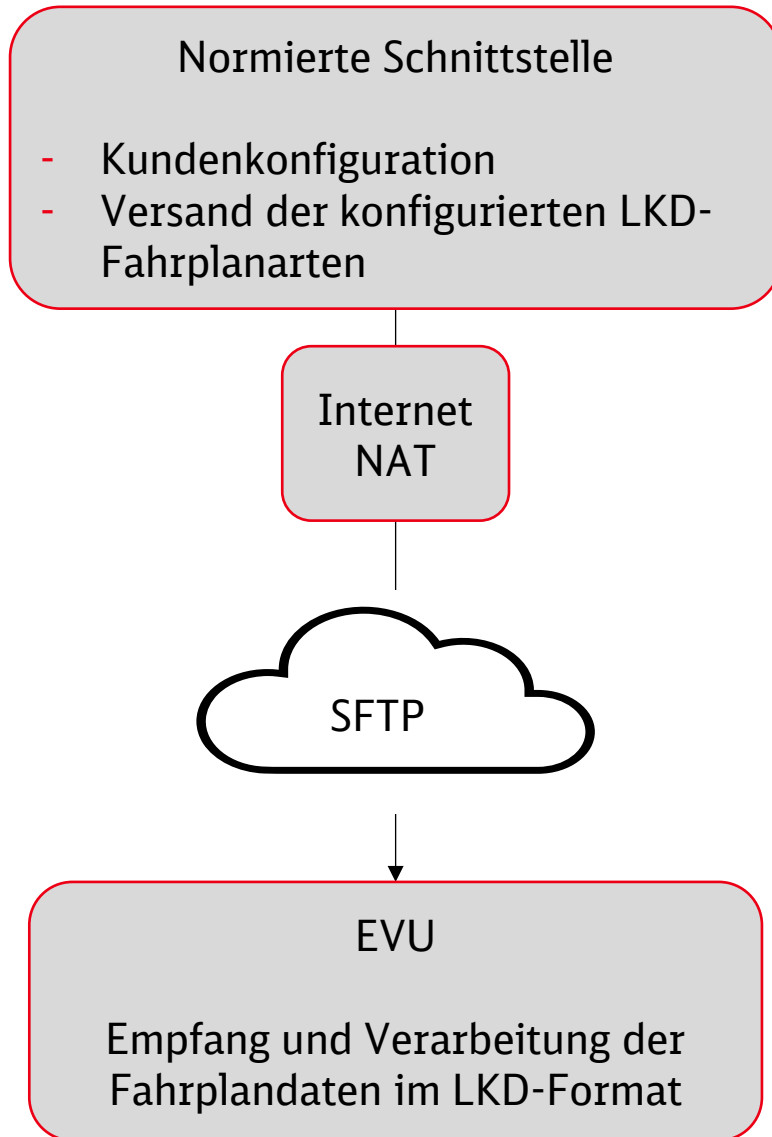 Normierte Schnittstelle
- Kundenkonfiguration
- Versand der konfigurierten LKD-
Fahrplanarten
Internet
NAT
SFTP
EVU
Empfang und Verarbeitung der
Fahrplandaten im LKD-Format